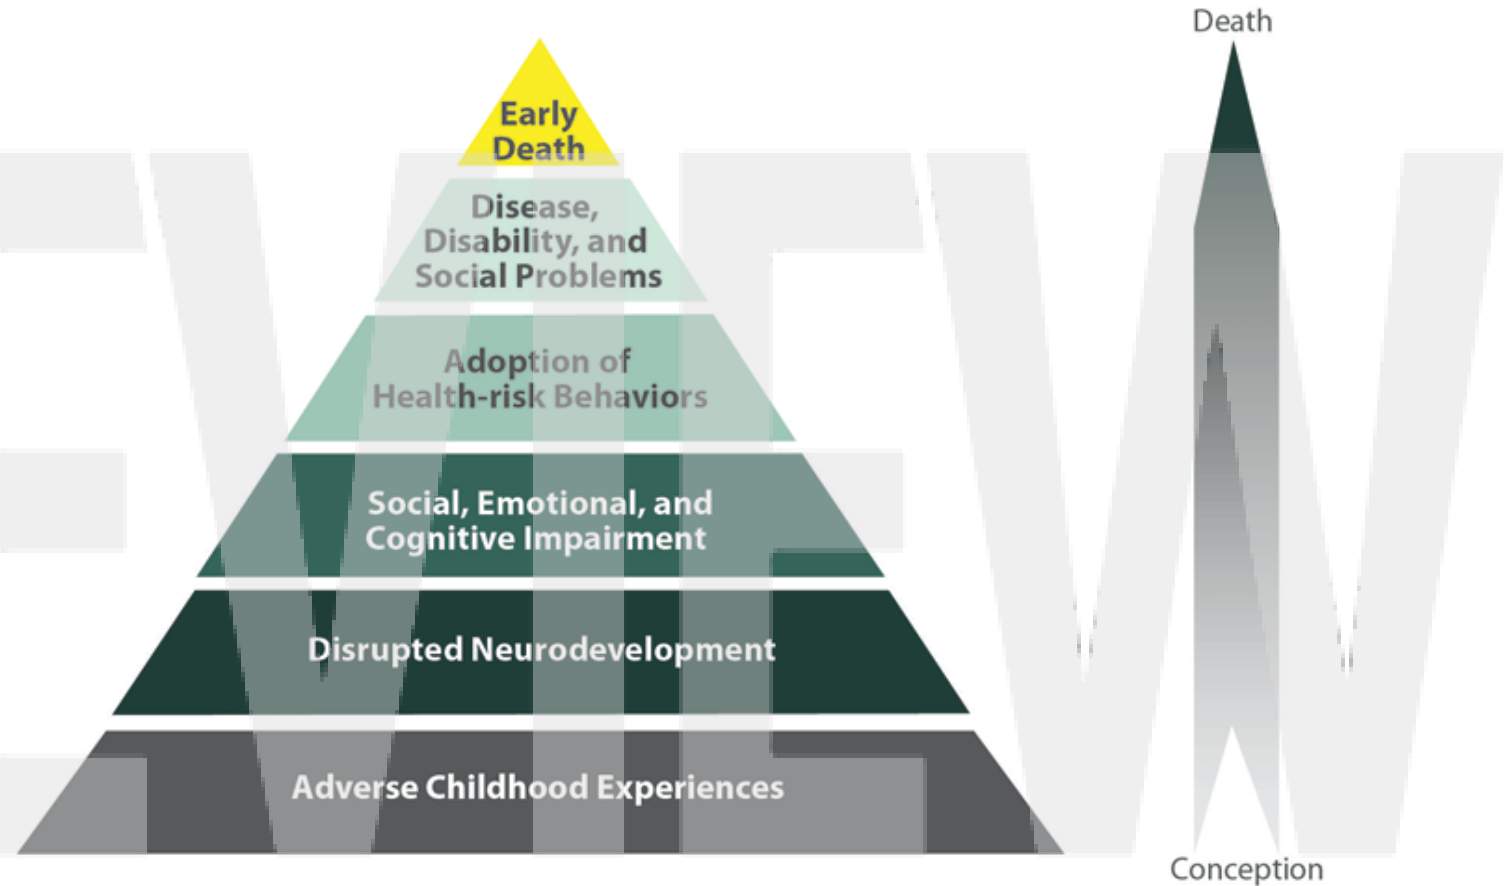 Death
Early
Death
Disease,
Disability, and
Social Problems
Adoption of
Health-risk Behaviors
Social, Emotional, and
Cognitive Impairment
Disrupted Neurodevelopment
Adverse Childhood Experiences
Conception
EVIEW